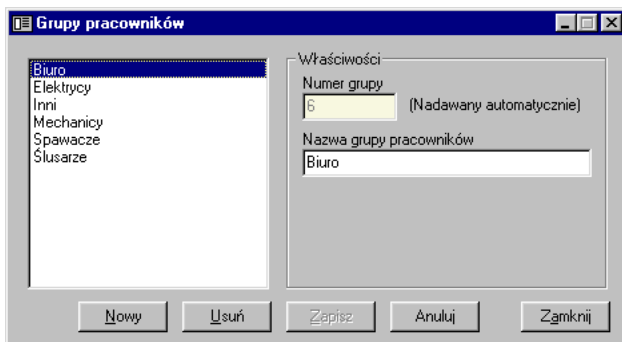 Grupy pracowników
Biuro
Elektrycy
Inni
Mechanicy
Spawacze
Ślusarze
Właściwości
Numer grupy
6 (Nadawany automatycznie)
Nazwa grupy pracowników
Biuro
Nowy Usuń Zapisz Anuluj Zamknij